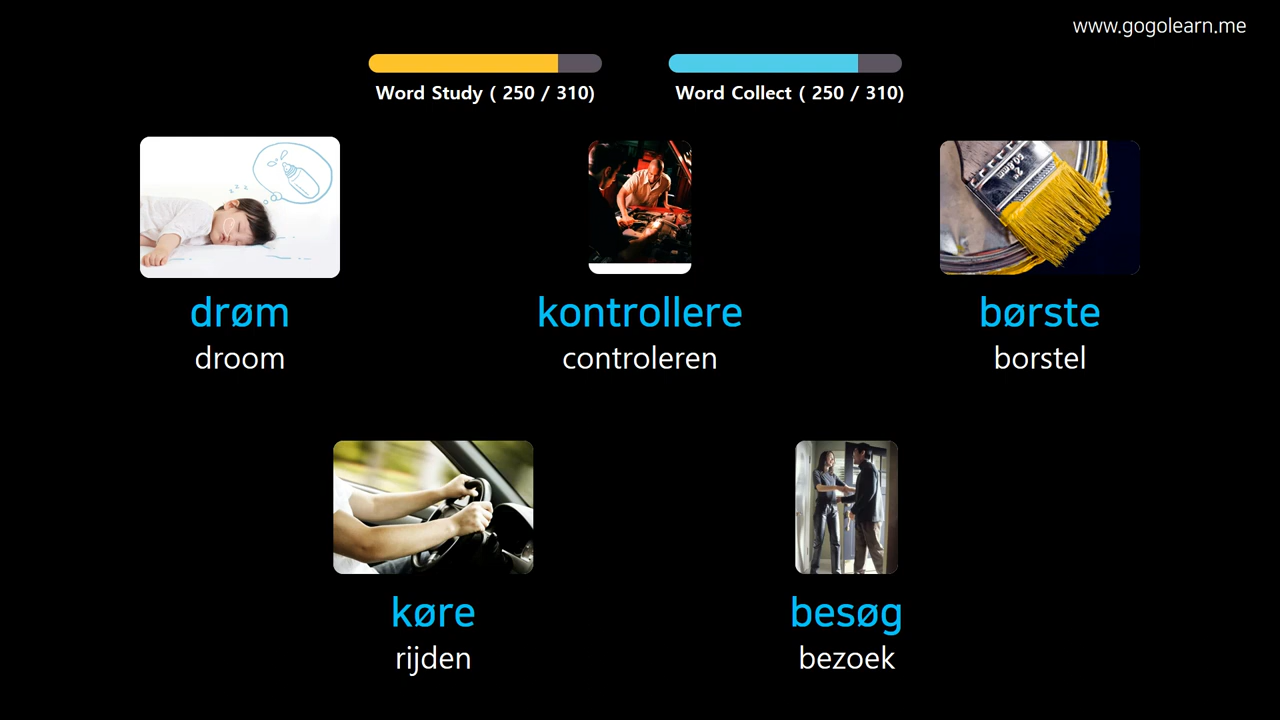 www.gogolearn.me
Word Study ( 250 / 310)
Word Collect ( 250 / 310)
drøm
droom
kontrollere
controleren
børste
borstel
køre
rijden
besøg
bezoek